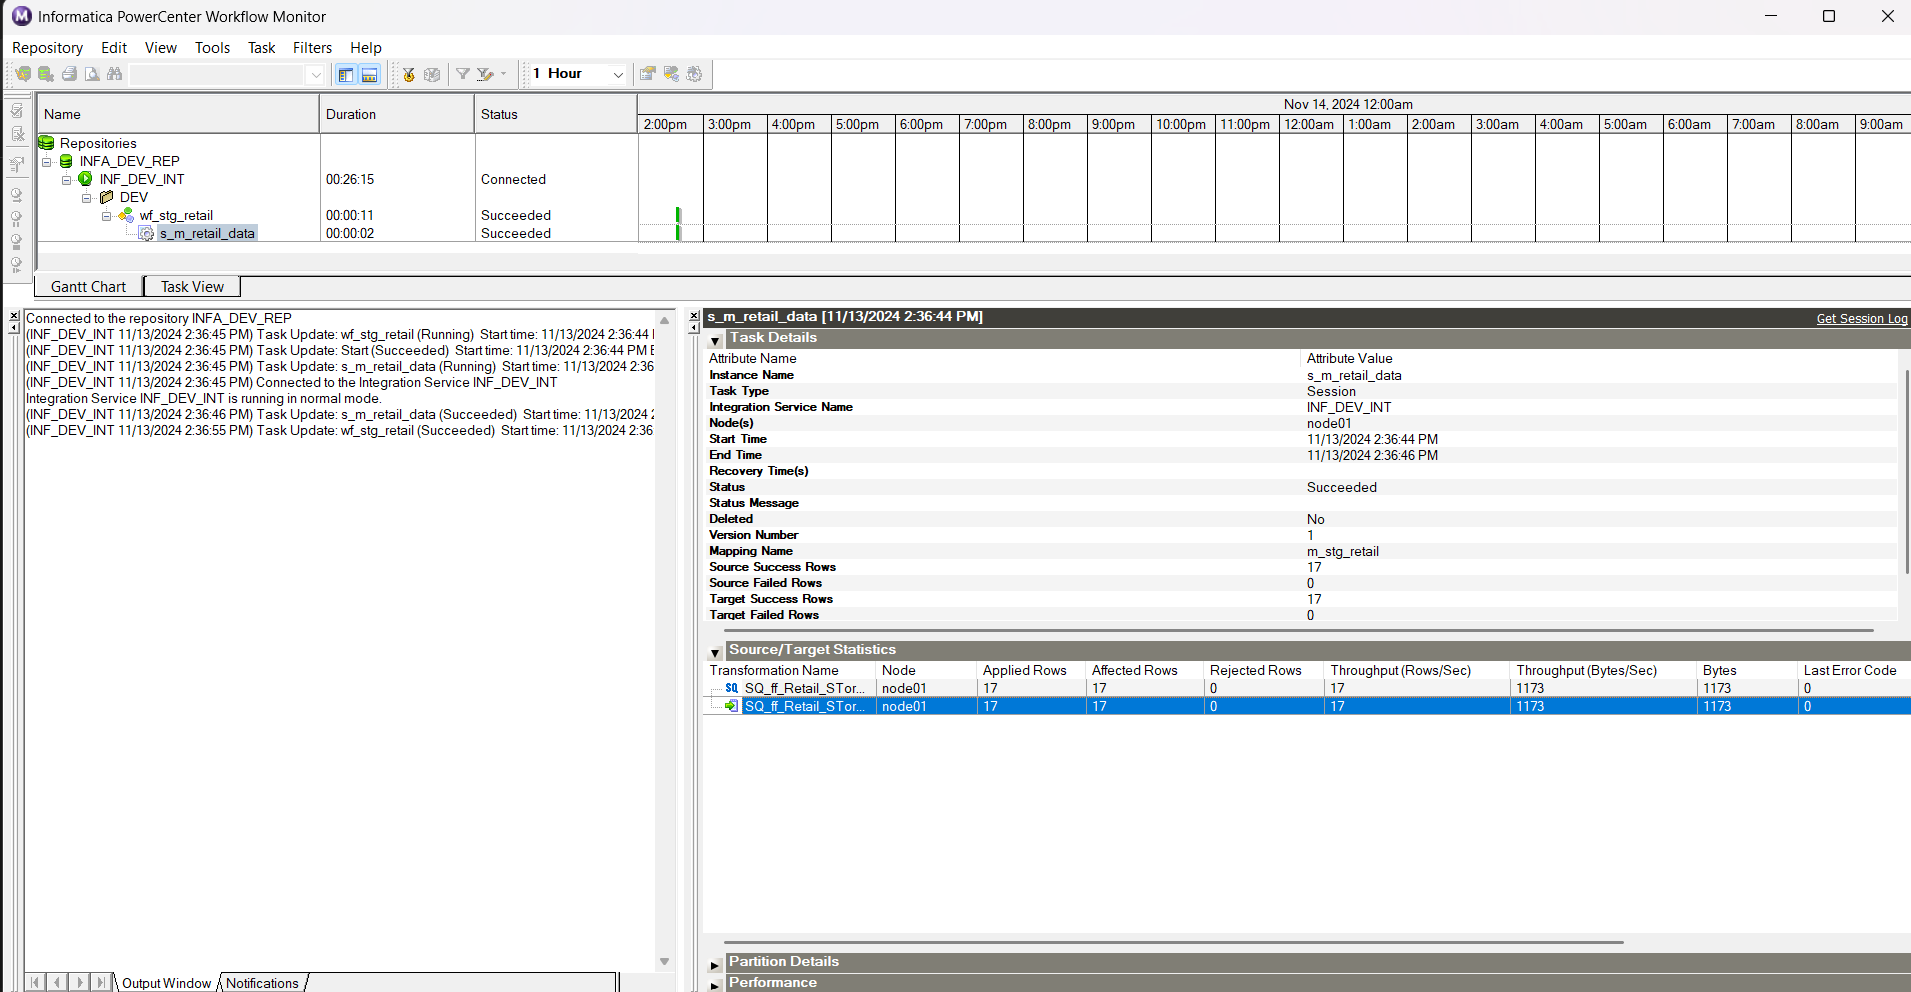 Informatica PowerCenter Workflow Monitor
Repository Edit View Tools Task Filters Help
1 Hour
Name Duration Status
Nov 14, 2024 12:00am
2:00pm 3:00pm 4:00pm 5:00pm 6:00pm 7:00pm 8:00pm 9:00pm 10:00pm 11:00pm 12:00am 1:00am 2:00am 3:00am 4:00am 5:00am 6:00am 7:00am 8:00am 9:00am
Repositories
INFA_DEV_REP
INF_DEV_INT 00:26:15 Connected
DEV
wf_stg_retail 00:00:11 Succeeded
s_m_retail_data 00:00:02 Succeeded
Gantt Chart Task View
Connected to the repository INFA_DEV_REP
(INF_DEV_INT 11/13/2024 2:36:45 PM) Task Update: wf_stg_retail (Running) Start time: 11/13/2024 2:36:44
(INF_DEV_INT 11/13/2024 2:36:45 PM) Task Update: Start (Succeeded) Start time: 11/13/2024 2:36:44 PM
(INF_DEV_INT 11/13/2024 2:36:45 PM) Task Update: s_m_retail_data (Running) Start time: 11/13/2024 2:36
(INF_DEV_INT 11/13/2024 2:36:45 PM) Connected to the Integration Service INF_DEV_INT
Integration Service INF_DEV_INT is running in normal mode.
(INF_DEV_INT 11/13/2024 2:36:46 PM) Task Update: s_m_retail_data (Succeeded) Start time: 11/13/2024
(INF_DEV_INT 11/13/2024 2:36:55 PM) Task Update: wf_stg_retail (Succeeded) Start time: 11/13/2024 2:36
Output Window Notifications
s_m_retail_data [11/13/2024 2:36:44 PM]
Get Session Log
Task Details
Attribute Name Attribute Value
Instance Name s_m_retail_data
Task Type Session
Integration Service Name INF_DEV_INT
Node(s) node01
Start Time 11/13/2024 2:36:44 PM
End Time 11/13/2024 2:36:46 PM
Recovery Time(s)
Status Succeeded
Status Message
Deleted No
Version Number 1
Mapping Name m_stg_retail
Source Success Rows 17
Source Failed Rows 0
Target Success Rows 17
Target Failed Rows 0
Source/Target Statistics
Transformation Name Node Applied Rows Affected Rows Rejected Rows Throughput (Rows/Sec) Throughput (Bytes/Sec) Bytes Last Error Code
SQ SQ_ff_Retail_STor... node01 17 17 0 17 1173 1173 0
SQ_ff_Retail_STor... node01 17 17 0 17 1173 1173 0
Partition Details
Performance